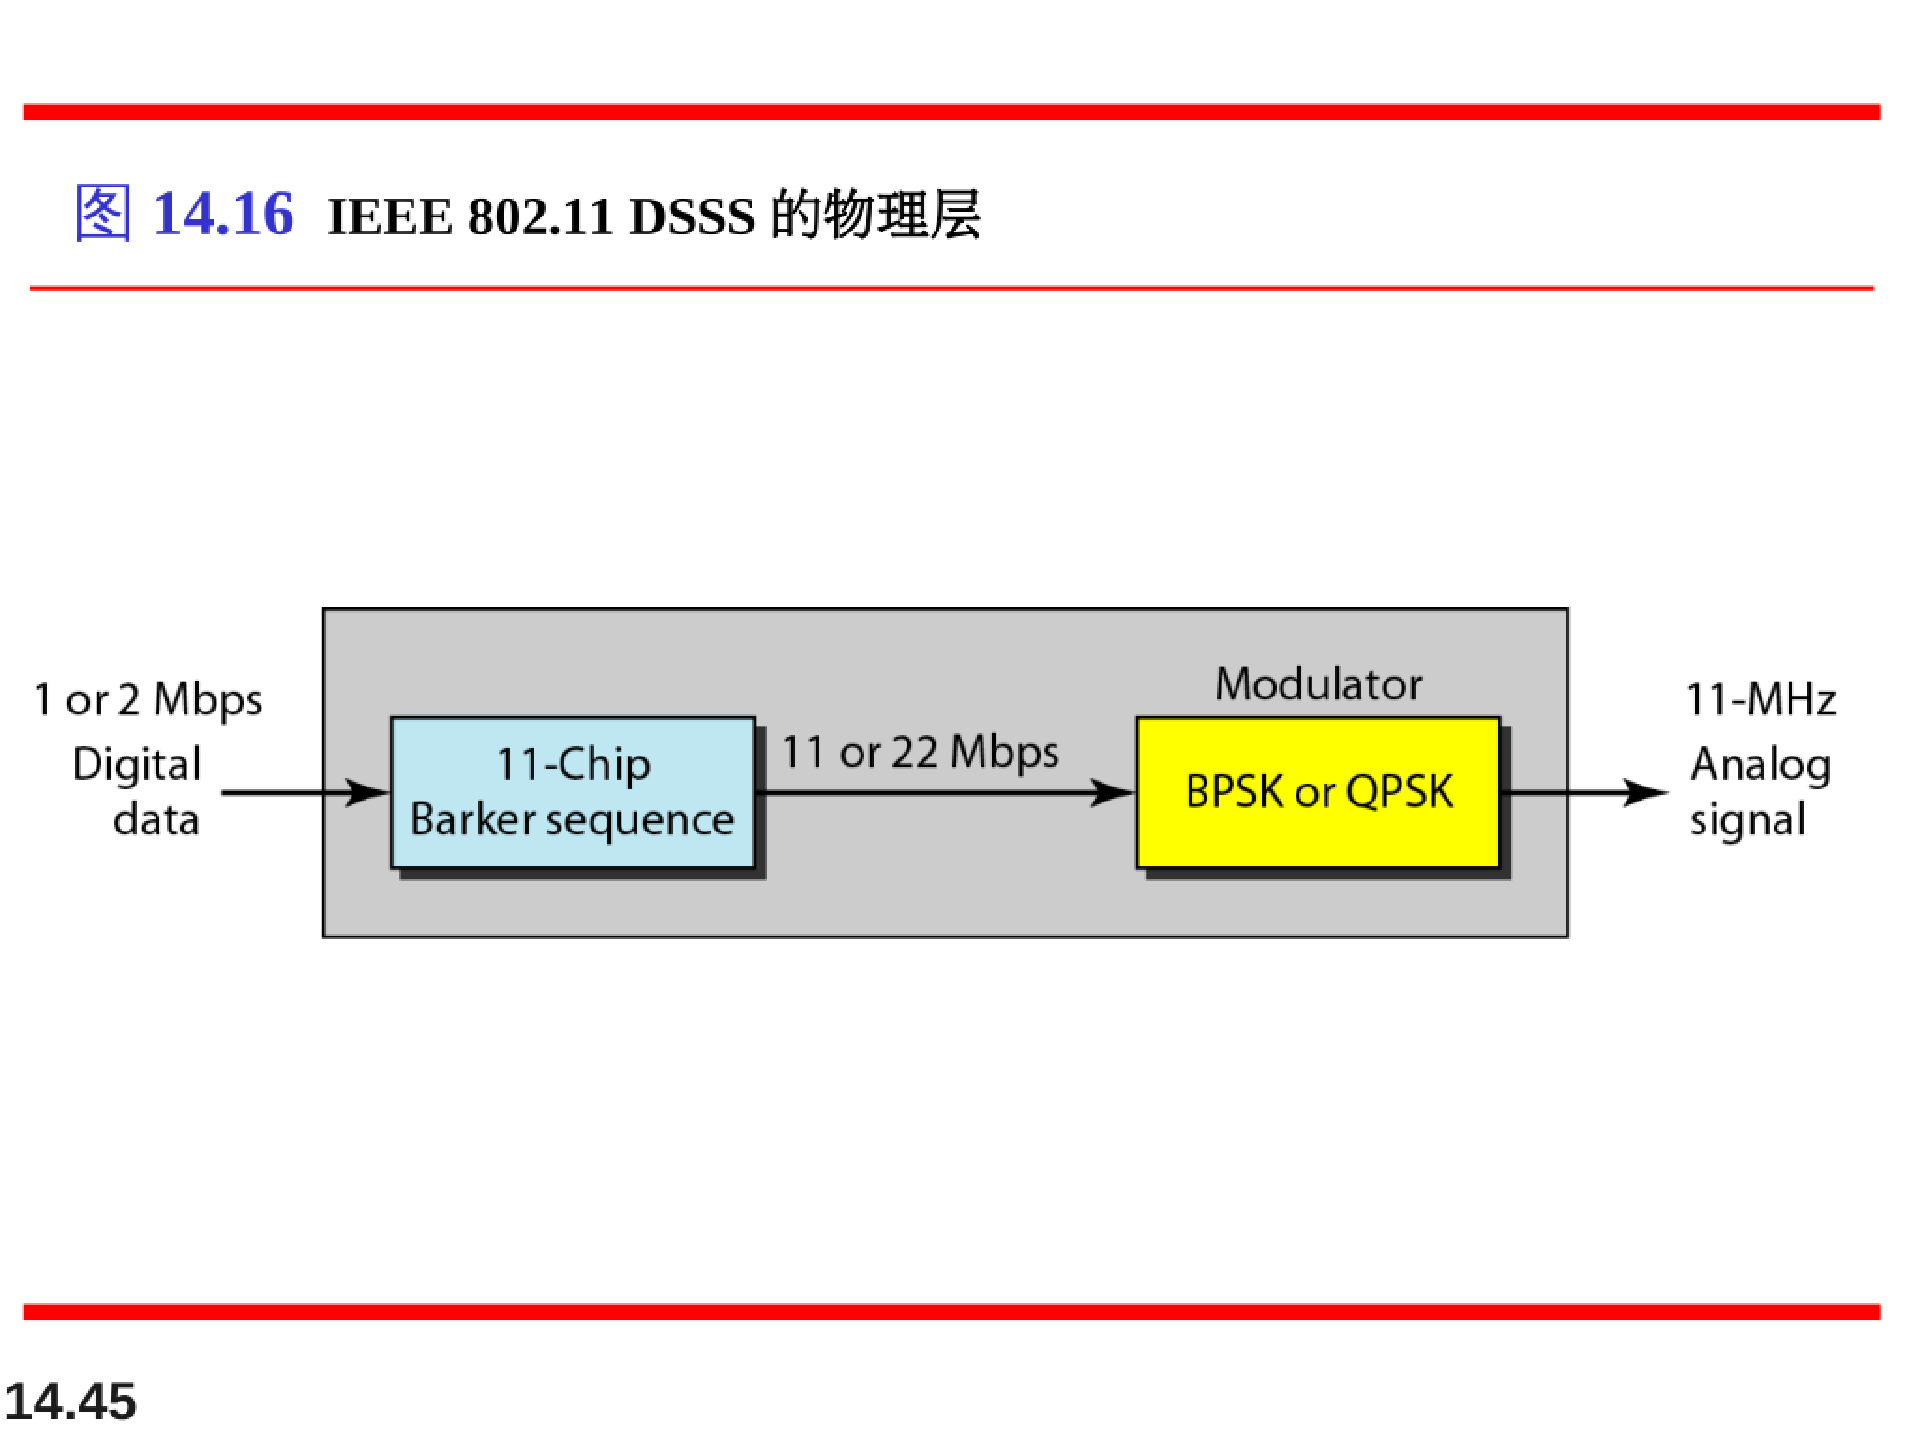 图 14.16 IEEE 802.11 DSSS 的物理层
1 or 2 Mbps
Digital
data
11-Chip
Barker sequence
11 or 22 Mbps
Modulator
BPSK or QPSK
11-MHz
Analog
signal
14.45